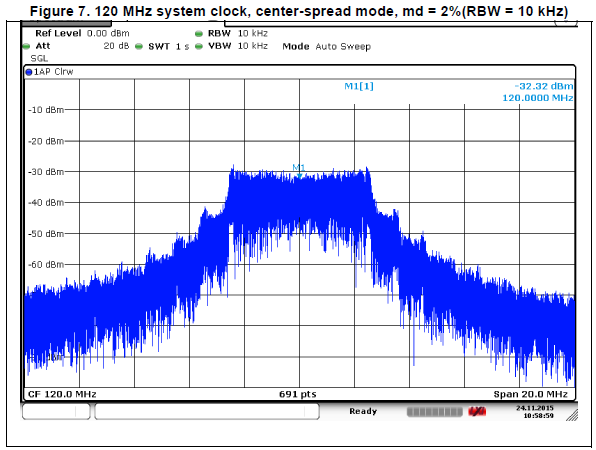 Figure 7. 120 MHz system clock, center-spread mode, md = 2%(RBW = 10 kHz)
Ref Level 0.00 dBm RBW 10 kHz
Att 20 dB SWT 1 s VBW 10 kHz Mode Auto Sweep
SGL
1AP Clrw
M1[1] -32.32 dBm
120.0000 MHz
-10 dBm
-20 dBm
M1
-30 dBm
-40 dBm
-50 dBm
-60 dBm
CF 120.0 MHz 691 pts Span 20.0 MHz
Ready 24.11.2015
10:58:59